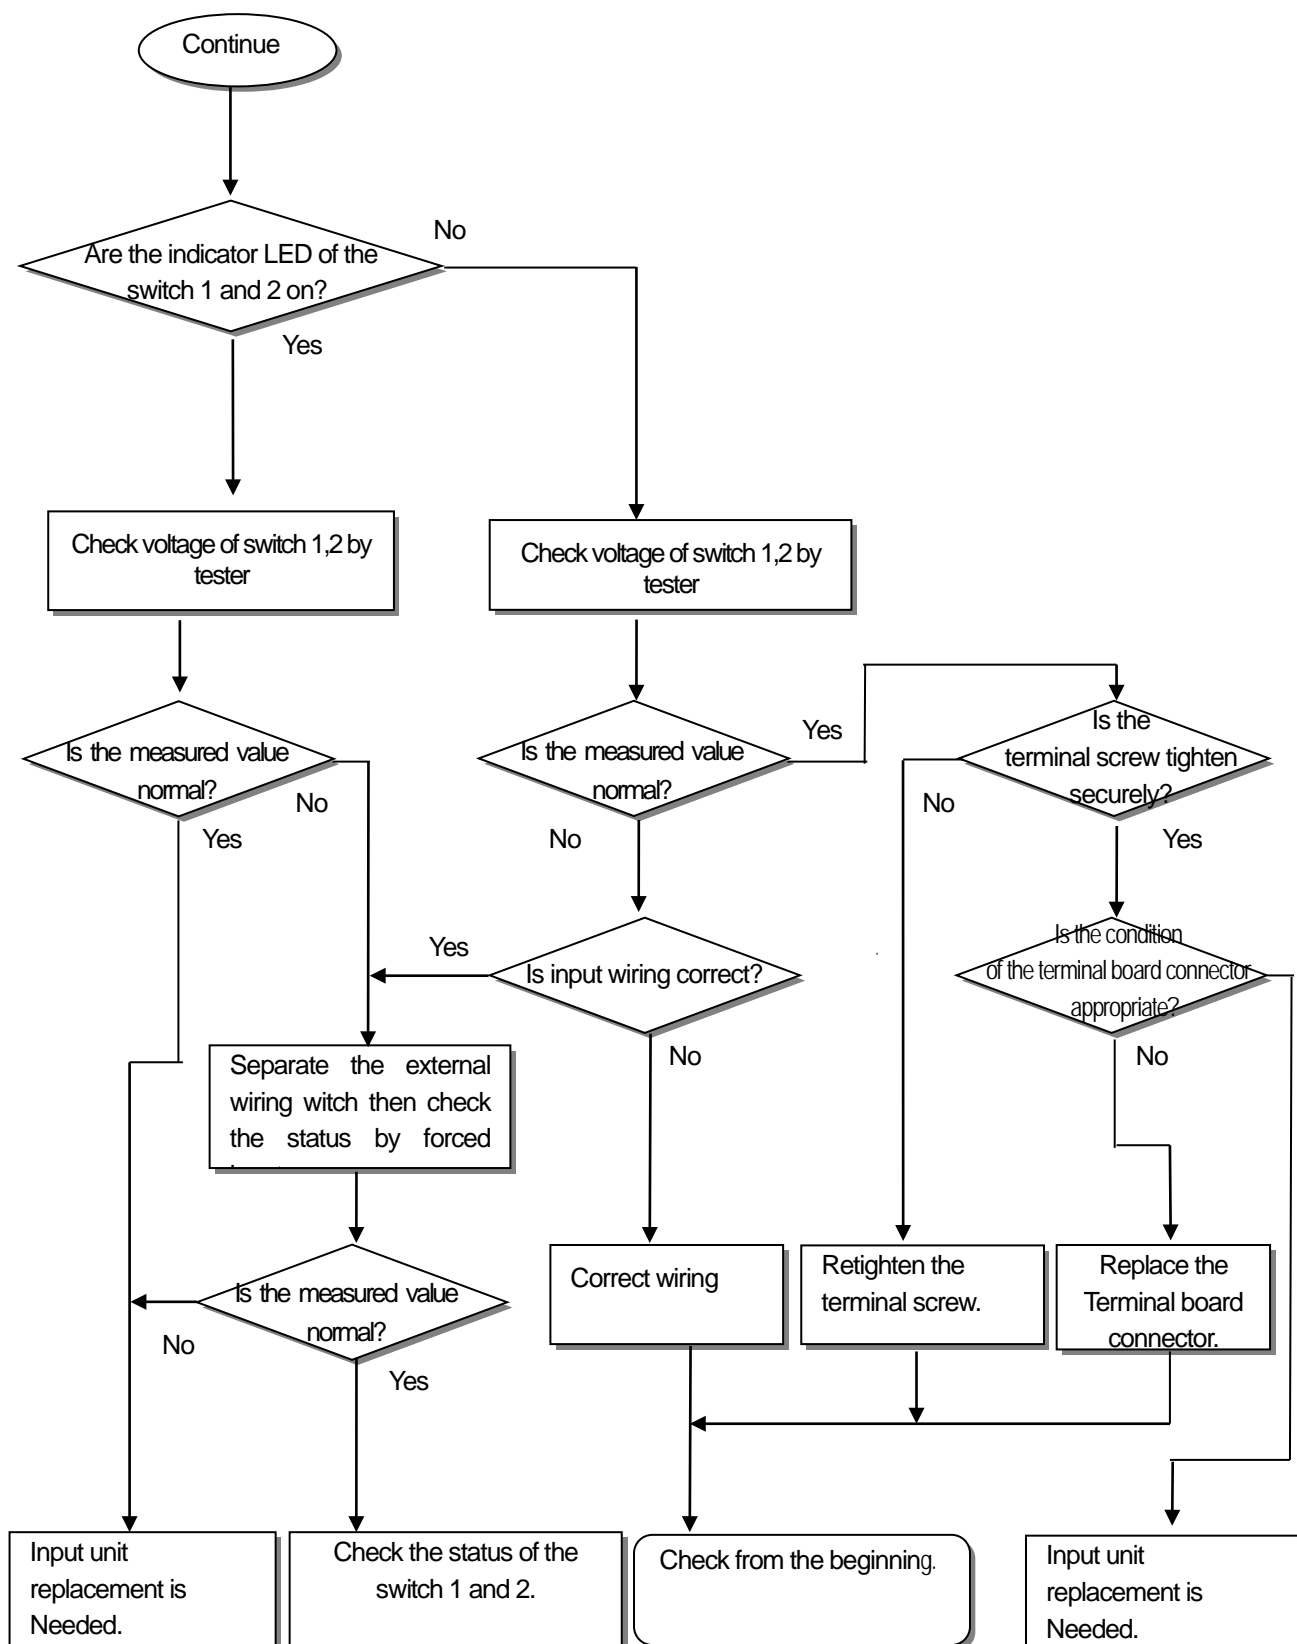 Continue
No
Are the indicator LED of the
switch 1 and 2 on?
Yes
Check voltage of switch 1,2 by
tester
Check voltage of switch 1,2 by
tester
Is the measured value
normal?
No
Yes
Is the measured value
normal?
Yes
No
Is the
terminal screw tighten
securely?
No
Yes
Yes
Is input wiring correct?
No
Is the condition
of the terminal board connector
appropriate?
No
Separate the external
wiring witch then check
the status by forced
Is the measured value
normal?
No
Yes
Correct wiring
Retighten the
terminal screw.
Replace the
Terminal board
connector.
Input unit
replacement is
Needed.
Check the status of the
switch 1 and 2.
Check from the beginning.
Input unit
replacement is
Needed.